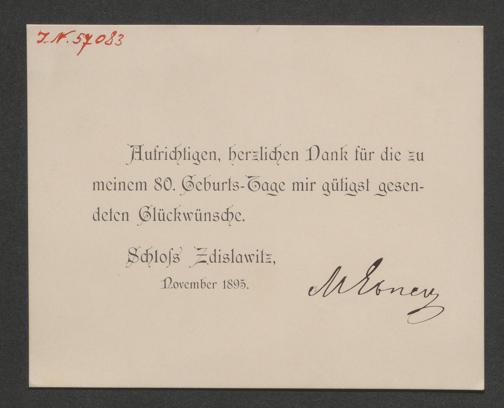 I.N. 57083
Aufrichtigen, herzlichen Dank für die zu
meinem 80. Geburts-Tage mir gütigst gesen-
deten Glückwünsche.
Schloss Zdislawitz,
November 1895.
M Ebner